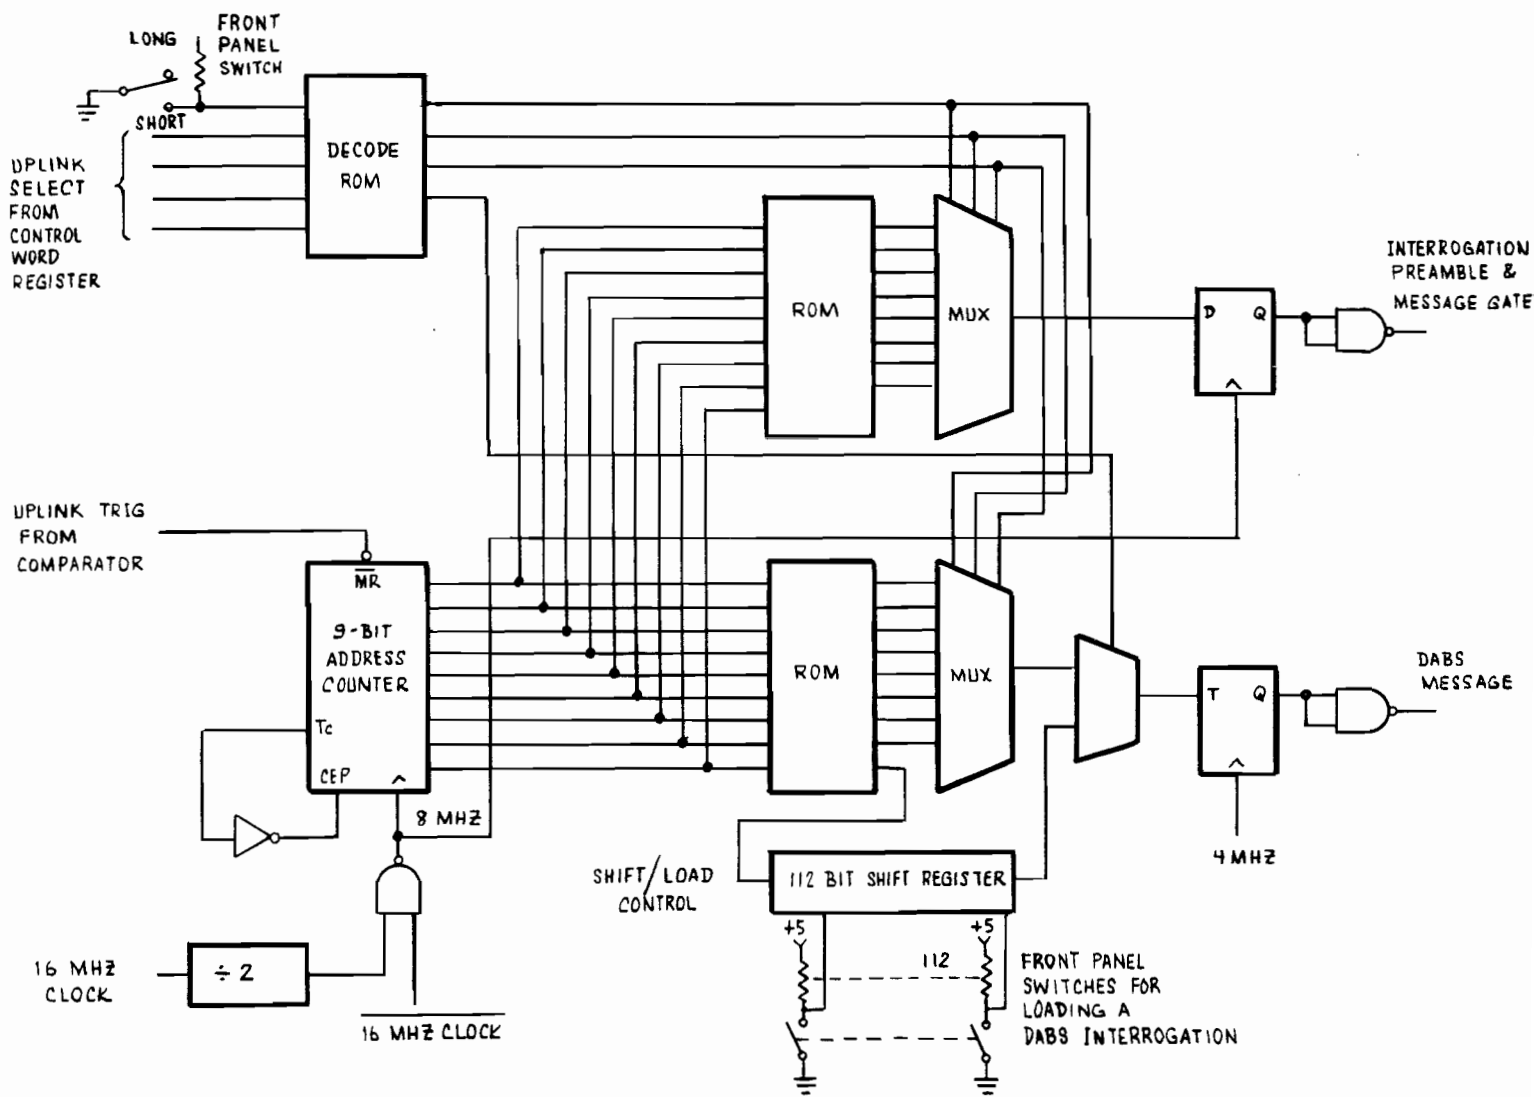 LONG
FRONT
PANEL
SWITCH
SHORT
UPLINK
SELECT
FROM
CONTROL
WORD
REGISTER
DECODE
ROM
ROM
MUX
D Q
INTERROGATION
PREAMBLE &
MESSAGE GATE
UPLINK TRIG
FROM
COMPARATOR
MR
9-BIT
ADDRESS
COUNTER
Tc
CEP
8 MHZ
ROM
MUX
T Q
DABS
MESSAGE
4 MHZ
SHIFT/LOAD
CONTROL
112 BIT SHIFT REGISTER
+5
+5
112
FRONT PANEL
SWITCHES FOR
LOADING A
DABS INTERROGATION
16 MHZ
CLOCK
÷ 2
16 MHZ CLOCK